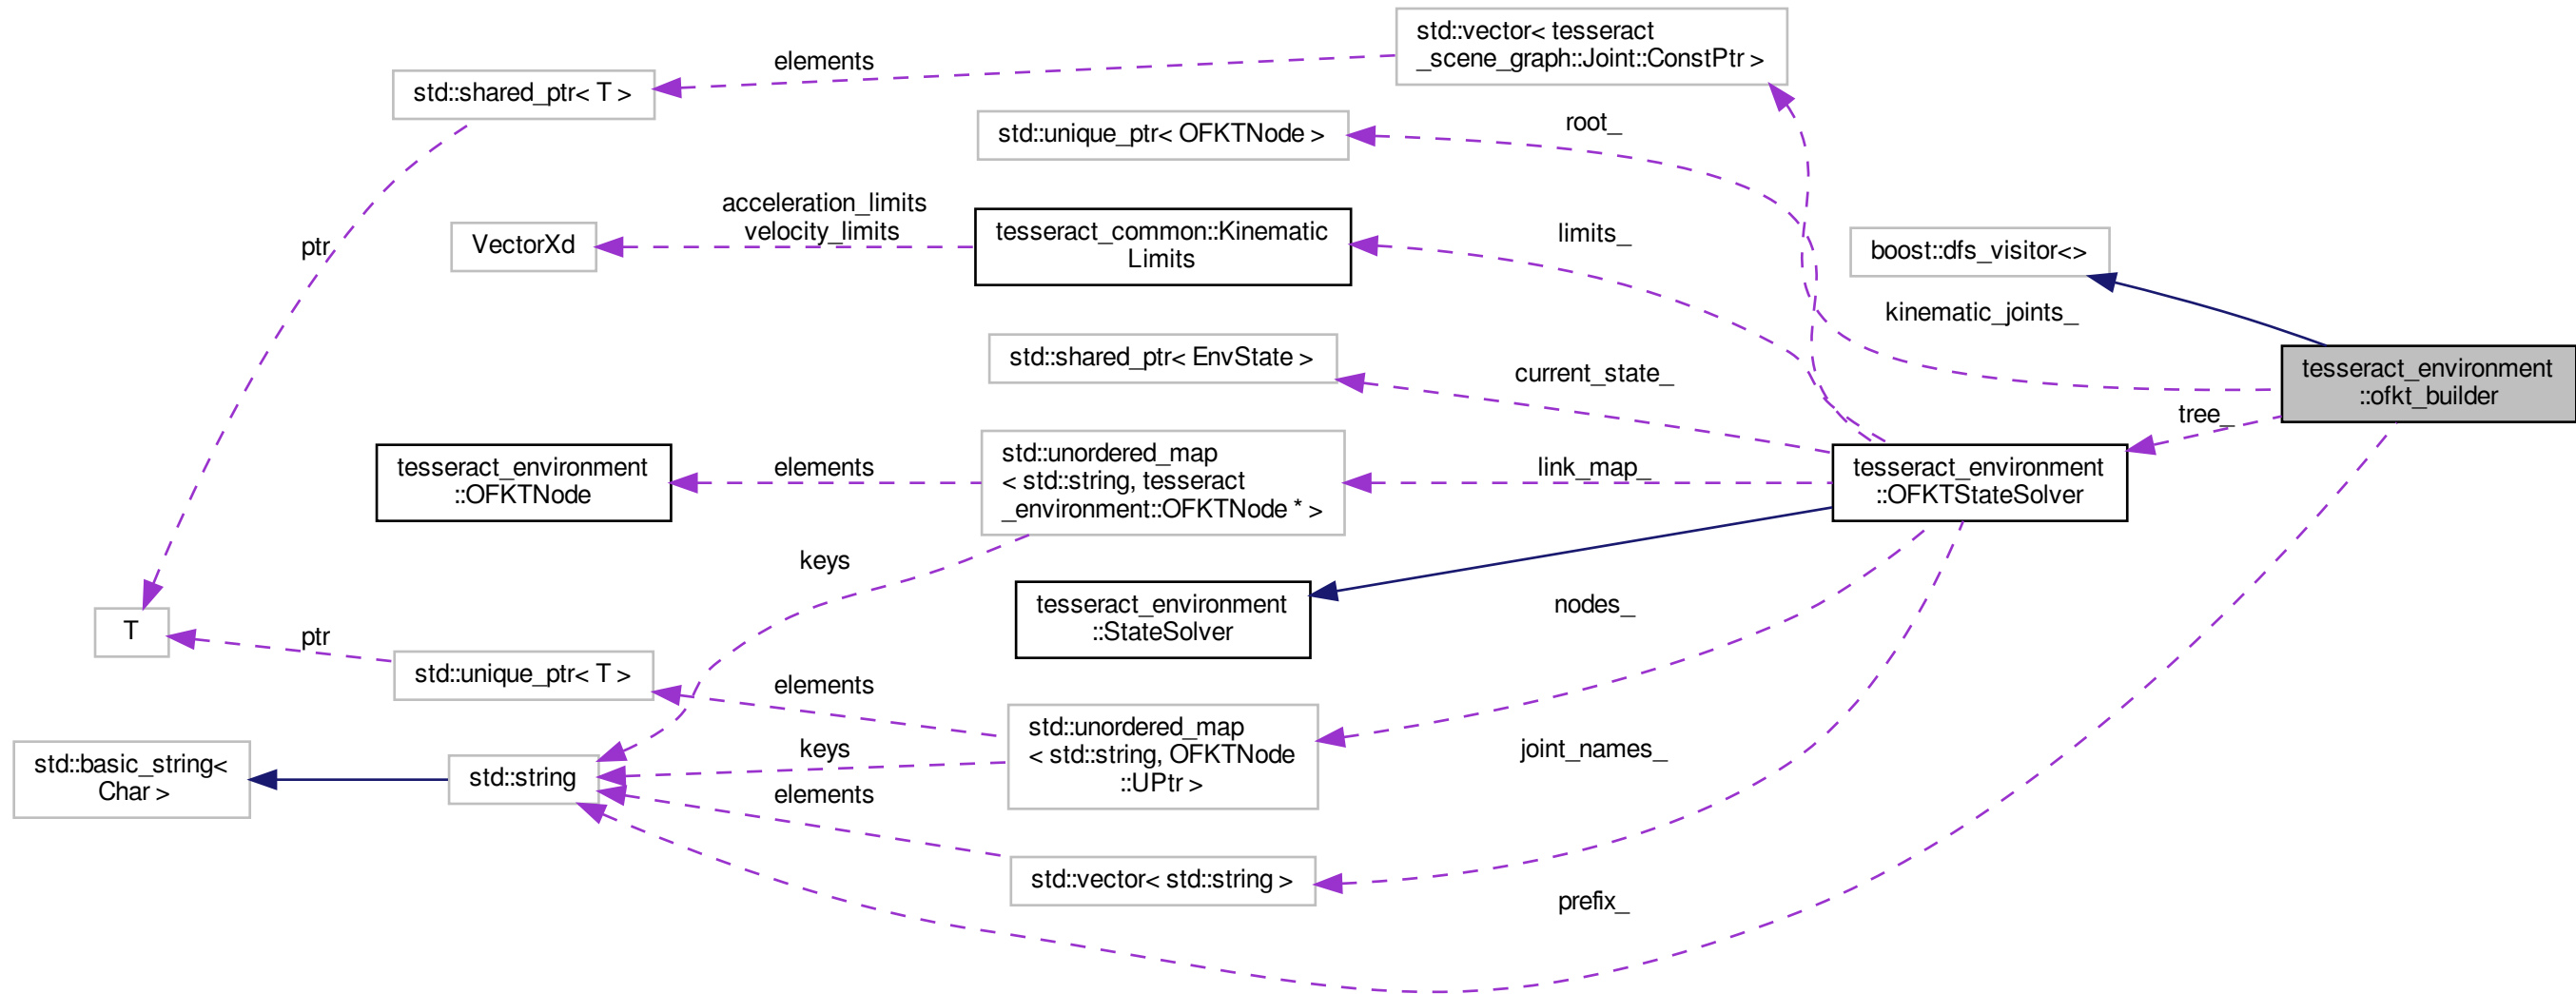 std::vector< tesseract
_scene_graph::Joint::ConstPtr >
elements
std::shared_ptr< T >
root_
std::unique_ptr< OFKTNode >
acceleration_limits
velocity_limits
limits_
tesseract_common::Kinematic
Limits
VectorXd
ptr
boost::dfs_visitor<>
kinematic_joints_
std::shared_ptr< EnvState >
current_state_
tesseract_environment
::ofkt_builder
tree_
tesseract_environment
::OFKTNode
elements
std::unordered_map
< std::string, tesseract
_environment::OFKTNode * >
link_map_
tesseract_environment
::OFKTStateSolver
keys
tesseract_environment
::StateSolver
nodes_
T
ptr
std::unique_ptr< T >
elements
std::unordered_map
< std::string, OFKTNode
::UPtr >
keys
joint_names_
std::basic_string<
Char >
std::string
elements
std::vector< std::string >
prefix_